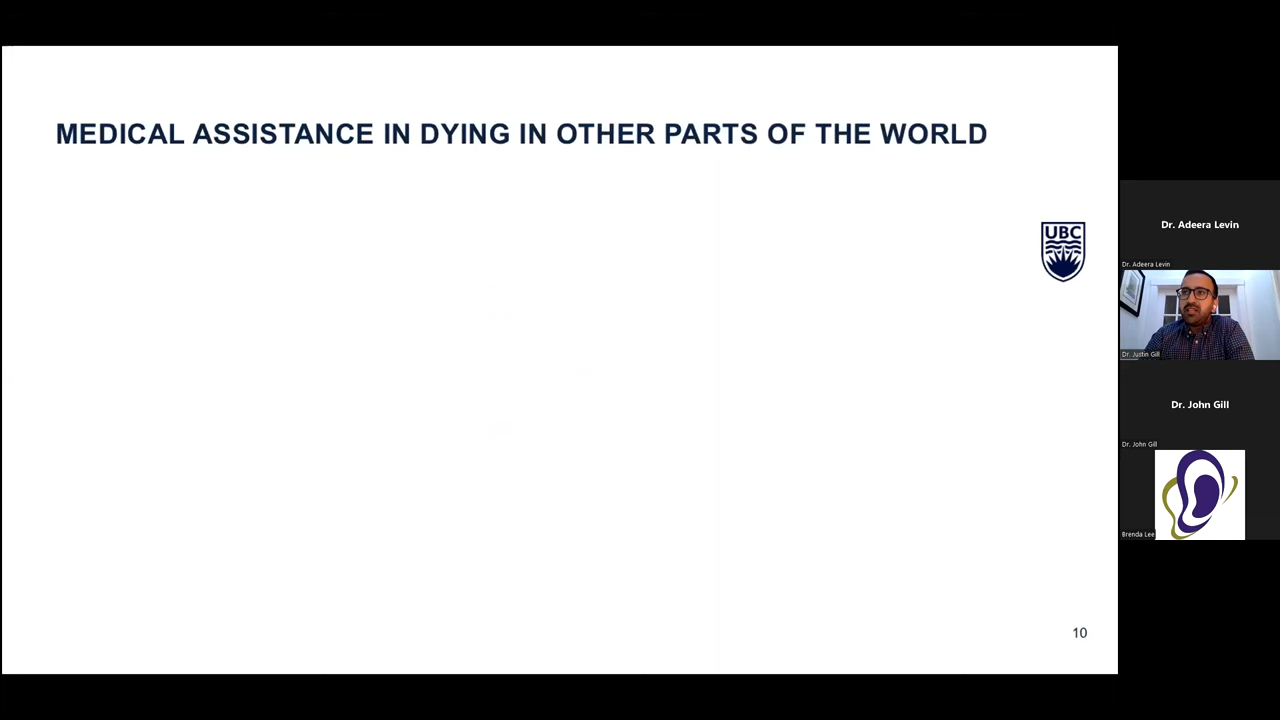 MEDICAL ASSISTANCE IN DYING IN OTHER PARTS OF THE WORLD
UBC
10
Dr. Adeera Levin
Dr. Adeera Levin
Dr. Justin Gill
Dr. John Gill
Dr. John Gill
Brenda Lee